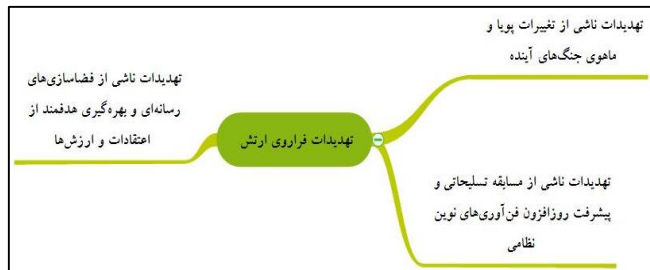 تهدیدات ناشی از تغییرات پویا و
ماهوی جنگ‌های آینده
تهدیدات ناشی از فضاسازی‌های
رسانه‌ای و بهره‌گیری هدفمند از
اعتقادات و ارزش‌ها
تهدیدات فراروی ارتش
تهدیدات ناشی از مسابقه تسلیحاتی و
پیشرفت روزافزون فن‌آوری‌های نوین
نظامی